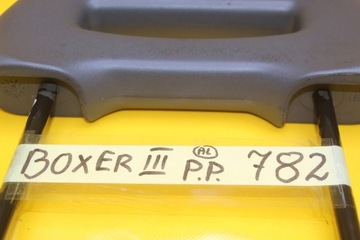 BOXER III AL P.P. 782